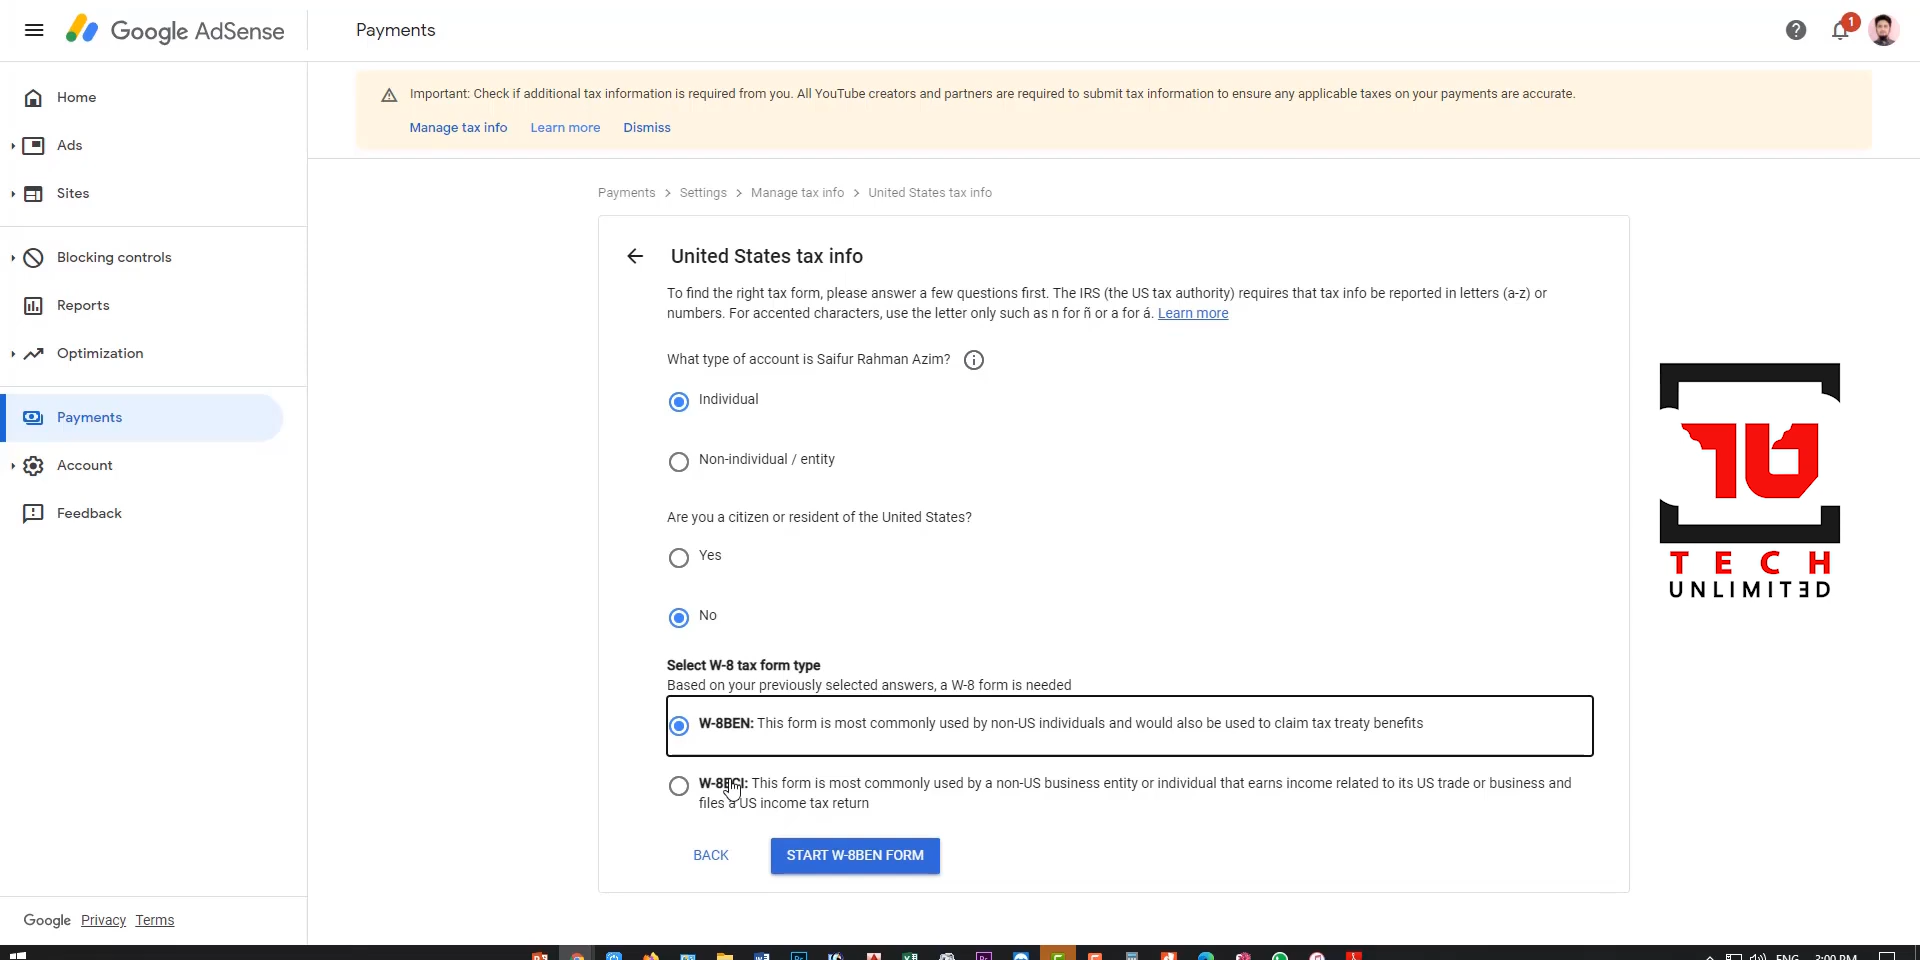 Google AdSense
Payments
1
Home
Ads
Sites
Blocking controls
Reports
Optimization
Payments
Account
Feedback
Google Privacy Terms
Important: Check if additional tax information is required from you. All YouTube creators and partners are required to submit tax information to ensure any applicable taxes on your payments are accurate.
Manage tax info Learn more Dismiss
Payments > Settings > Manage tax info > United States tax info
United States tax info
To find the right tax form, please answer a few questions first. The IRS (the US tax authority) requires that tax info be reported in letters (a-z) or
numbers. For accented characters, use the letter only such as n for ñ or a for á. Learn more
What type of account is Saifur Rahman Azim?
Individual
Non-individual / entity
Are you a citizen or resident of the United States?
Yes
No
Select W-8 tax form type
Based on your previously selected answers, a W-8 form is needed
W-8BEN: This form is most commonly used by non-US individuals and would also be used to claim tax treaty benefits
W-8ECI: This form is most commonly used by a non-US business entity or individual that earns income related to its US trade or business and
files a US income tax return
BACK
START W-8BEN FORM
TECH
UNLIMITED
ENG 3:00 PM